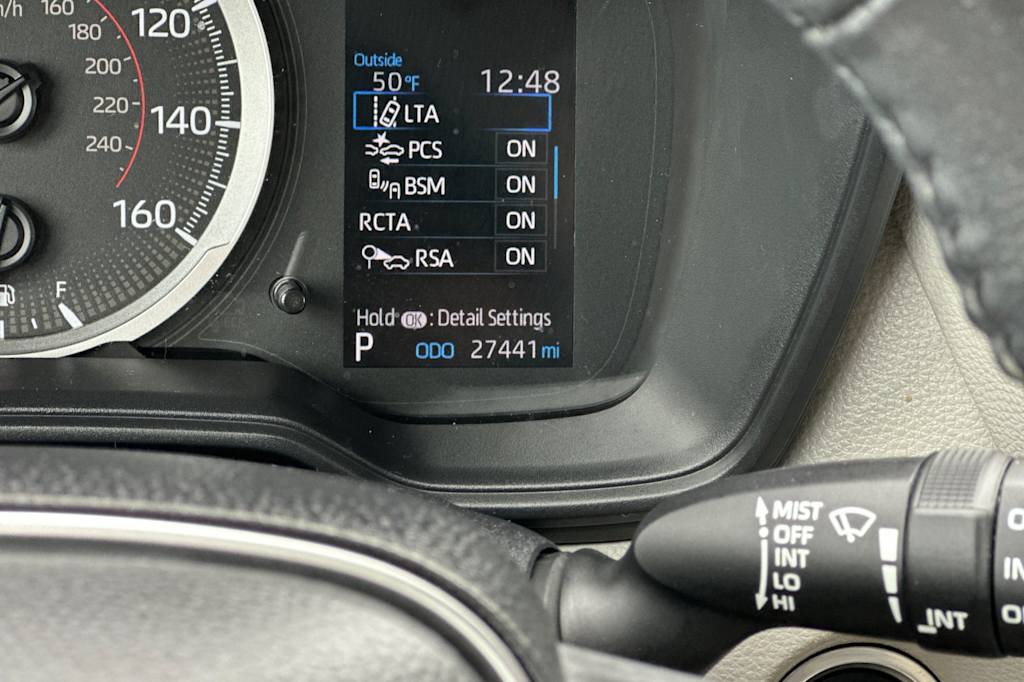 160
120
180
200
220
140
240
160
F
Outside
50°F 12:48
LTA
PCS ON
BSM ON
RCTA ON
RSA ON
Hold OK : Detail Settings
P ODO 27441 mi
MIST
OFF
INT
LO
HI
INT